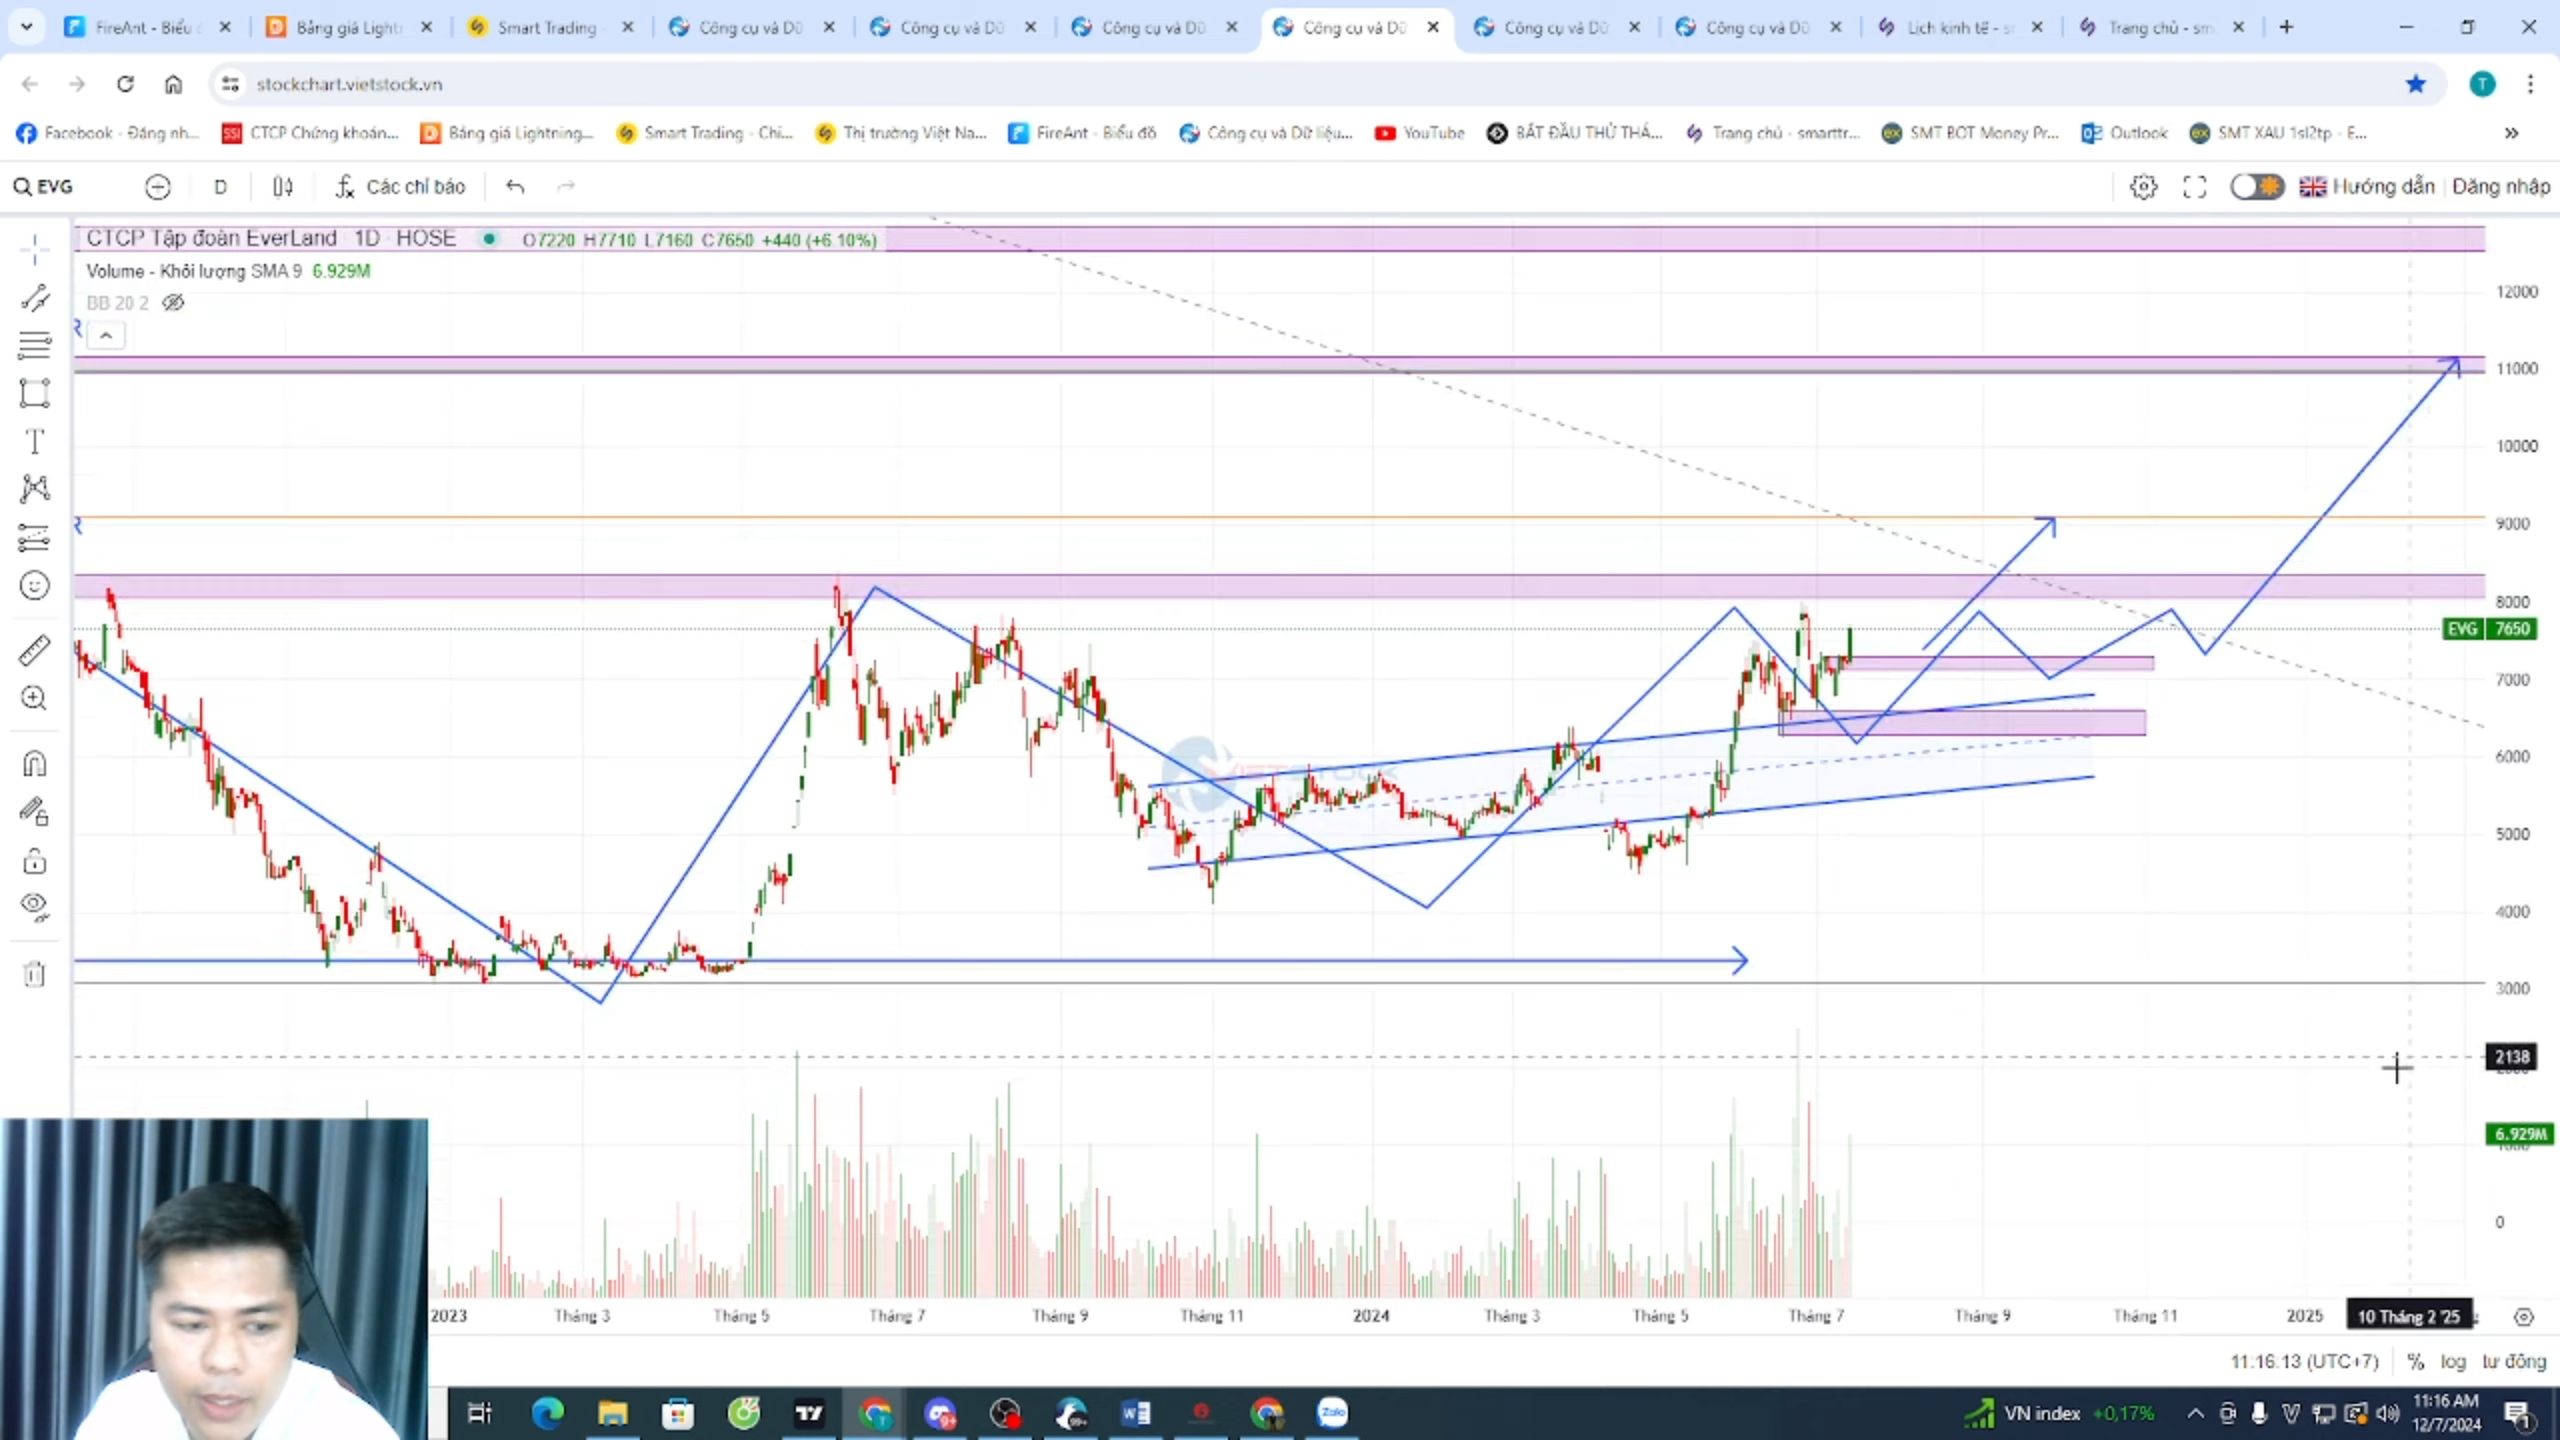 FireAnt - Biểu
Bảng giá Light
Smart Trading -
Công cụ và Dữ
Công cụ và Dữ
Công cụ và Dữ
Công cụ và Dữ
Công cụ và Dữ
Công cụ và Dữ
Lịch kinh tế - s
Trang chủ - sm
stockchart.vietstock.vn
T
Facebook - Đăng nh...
SSI CTCP Chứng khoán...
Bảng giá Lightning...
Smart Trading - Chi...
Thị trường Việt Na...
FireAnt - Biểu đồ
Công cụ và Dữ liệu...
YouTube
BẮT ĐẦU THỬ THÁ...
Trang chủ - smarttr...
SMT BOT Money Pr...
Outlook
SMT XAU 1sl2tp - E...
EVG
D
Các chỉ báo
Hướng dẫn
Đăng nhập
CTCP Tập đoàn EverLand 1D HOSE O7220 H7710 L7160 C7650 +440 (+6.10%)
Volume - Khối lượng SMA 9 6.929M
BB 20 2
12000
11000
10000
9000
8000
EVG 7650
7000
6000
VIETSTOCK
5000
4000
3000
2138
6.929M
0
2023
Tháng 3
Tháng 5
Tháng 7
Tháng 9
Tháng 11
2024
Tháng 3
Tháng 5
Tháng 7
Tháng 9
Tháng 11
2025
10 Tháng 2 '25
11:16:13 (UTC+7)
%
log
tự động
Zalo
VN index +0,17%
11:16 AM
12/7/2024